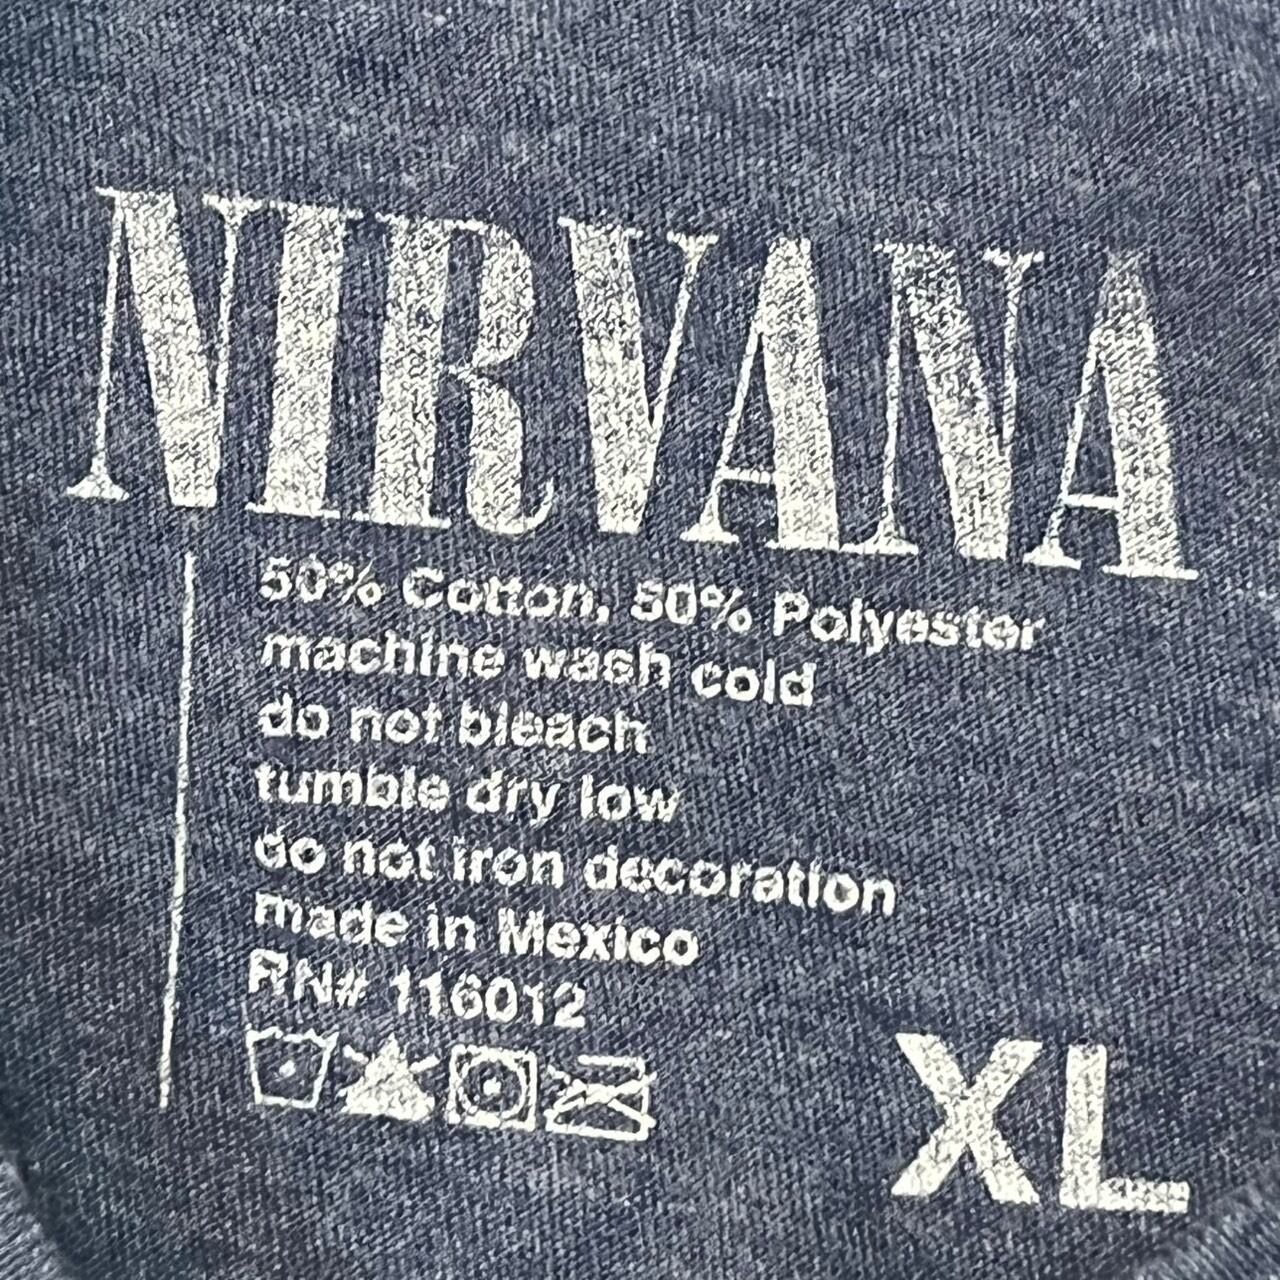 NIRVANA
50% Cotton, 50% Polyester
machine wash cold
do not bleach
tumble dry low
do not iron decoration
made in Mexico
RN# 116012
XL